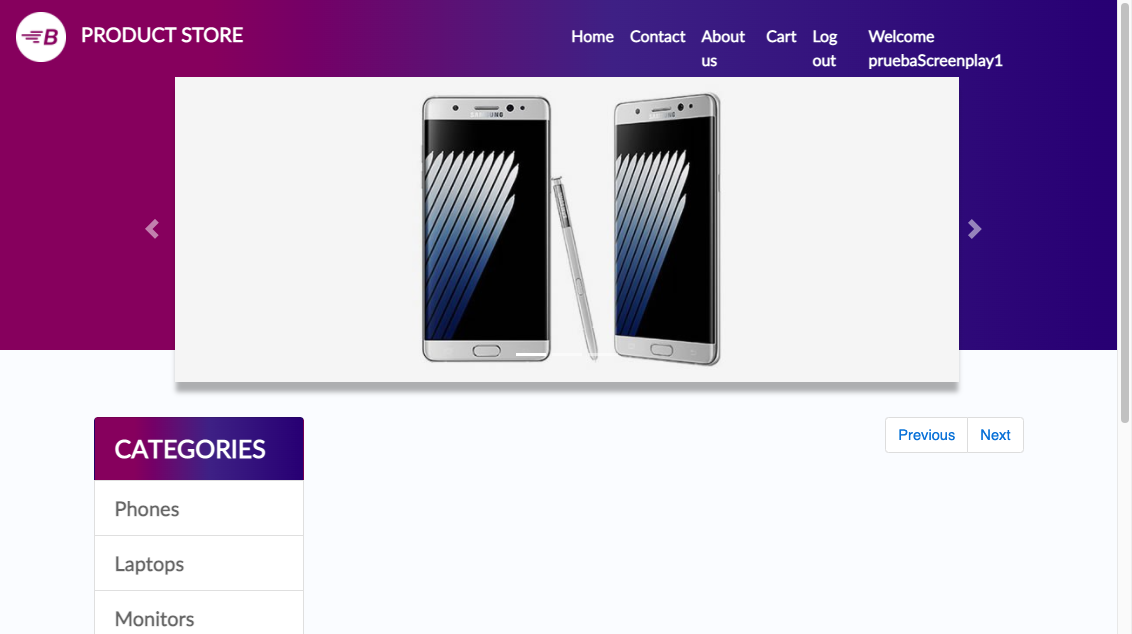 B PRODUCT STORE
Home Contact About us Cart Log out Welcome pruebaScreenplay1
SAMSUNG SAMSUNG
CATEGORIES
Previous Next
Phones
Laptops
Monitors